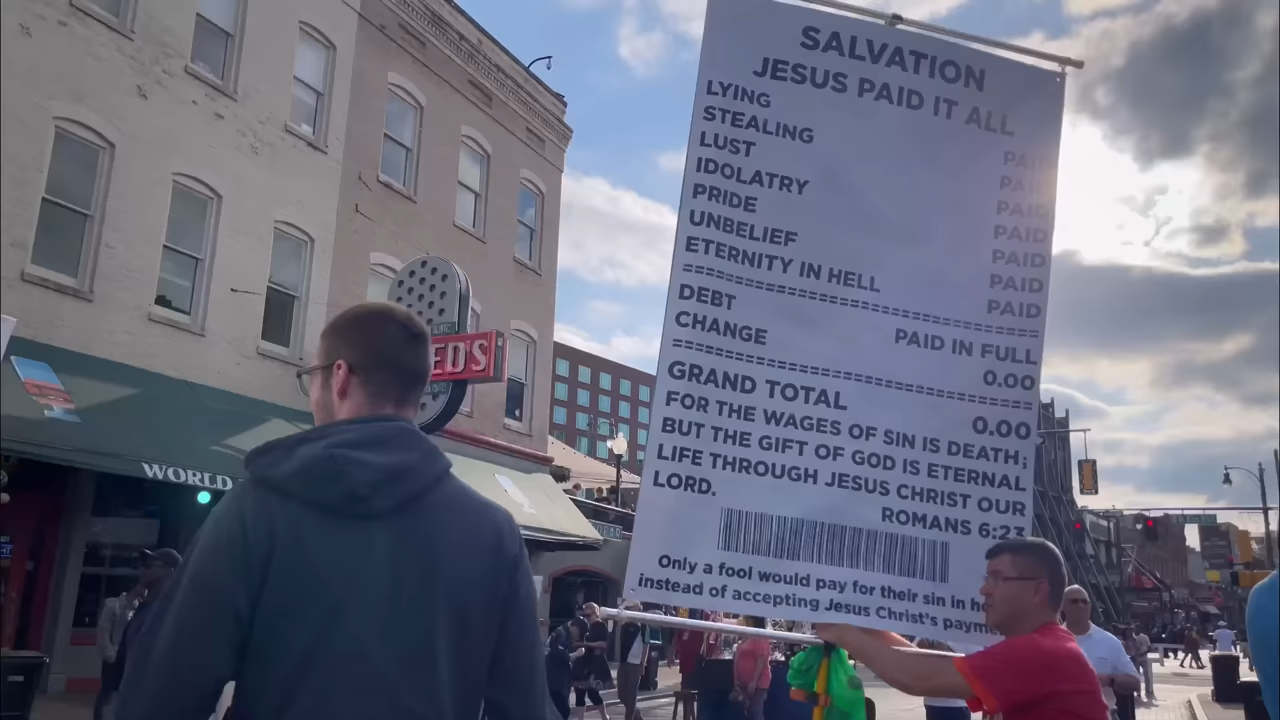 SALVATION
JESUS PAID IT ALL
LYING PAID
STEALING PAID
LUST PAID
IDOLATRY PAID
PRIDE PAID
UNBELIEF PAID
ETERNITY IN HELL PAID
==============================
DEBT PAID IN FULL
CHANGE 0.00
==============================
GRAND TOTAL 0.00
FOR THE WAGES OF SIN IS DEATH;
BUT THE GIFT OF GOD IS ETERNAL
LIFE THROUGH JESUS CHRIST OUR
LORD.
ROMANS 6:23
Only a fool would pay for their sin in
instead of accepting Jesus Christ's
ED'S
WORLD